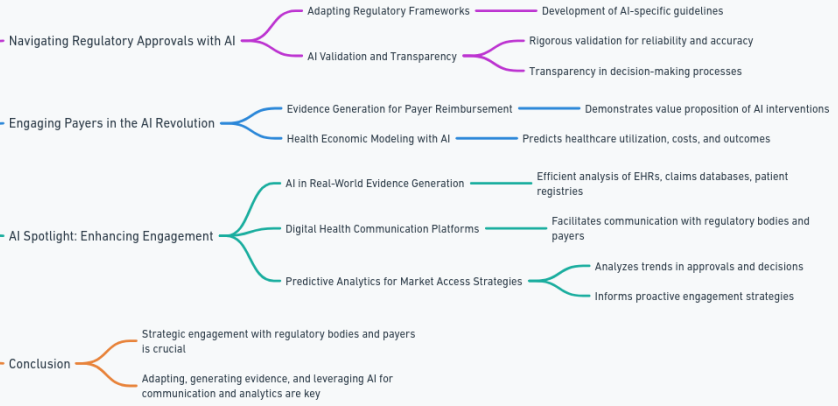 Navigating Regulatory Approvals with AI
Adapting Regulatory Frameworks
Development of AI-specific guidelines
AI Validation and Transparency
Rigorous validation for reliability and accuracy
Transparency in decision-making processes
Engaging Payers in the AI Revolution
Evidence Generation for Payer Reimbursement
Demonstrates value proposition of AI interventions
Health Economic Modeling with AI
Predicts healthcare utilization, costs, and outcomes
AI Spotlight: Enhancing Engagement
AI in Real-World Evidence Generation
Efficient analysis of EHRs, claims databases, patient
registries
Digital Health Communication Platforms
Facilitates communication with regulatory bodies and
payers
Predictive Analytics for Market Access Strategies
Analyzes trends in approvals and decisions
Informs proactive engagement strategies
Conclusion
Strategic engagement with regulatory bodies and payers
is crucial
Adapting, generating evidence, and leveraging AI for
communication and analytics are key